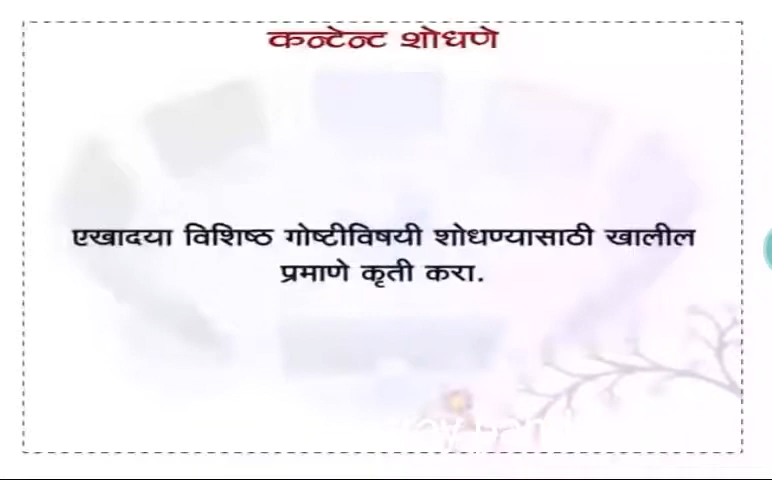 कन्टेन्ट शोधणे
एखादया विशिष्ठ गोष्टीविषयी शोधण्यासाठी खालील
प्रमाणे कृती करा.